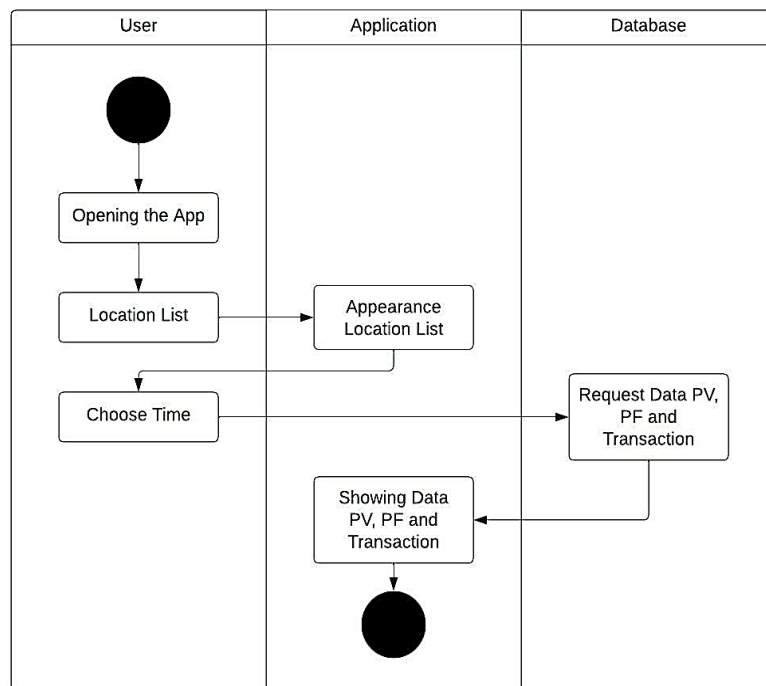 User
Application
Database
Opening the App
Location List
Appearance
Location List
Choose Time
Request Data PV,
PF and
Transaction
Showing Data
PV, PF and
Transaction